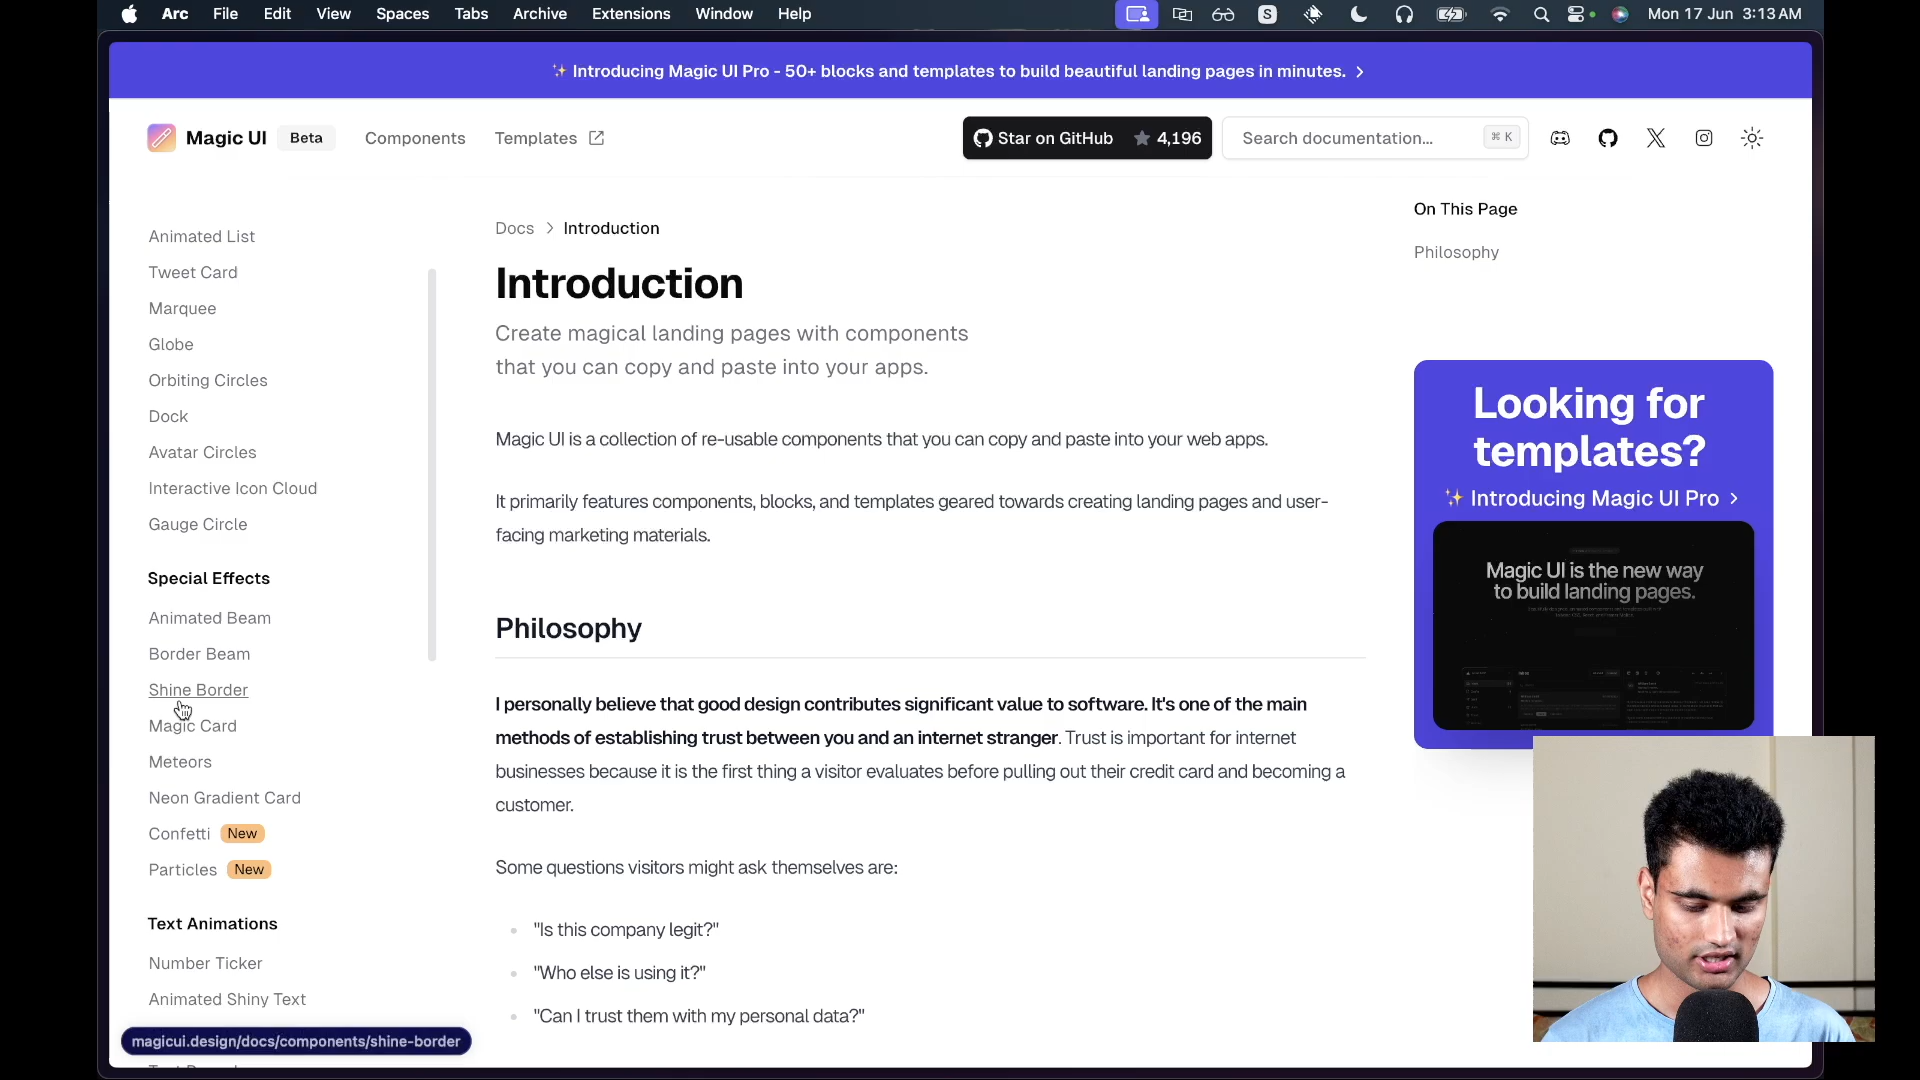 Arc File Edit View Spaces Tabs Archive Extensions Window Help
S
Mon 17 Jun 3:13 AM
✨ Introducing Magic UI Pro - 50+ blocks and templates to build beautiful landing pages in minutes. >
Magic UI Beta Components Templates
Star on GitHub ★ 4,196
Search documentation... ⌘ K
Animated List
Tweet Card
Marquee
Globe
Orbiting Circles
Dock
Avatar Circles
Interactive Icon Cloud
Gauge Circle
Special Effects
Animated Beam
Border Beam
Shine Border
Magic Card
Meteors
Neon Gradient Card
Confetti New
Particles New
Text Animations
Number Ticker
Animated Shiny Text
magicui.design/docs/components/shine-border
Docs > Introduction
Introduction
Create magical landing pages with components
that you can copy and paste into your apps.
Magic UI is a collection of re-usable components that you can copy and paste into your web apps.
It primarily features components, blocks, and templates geared towards creating landing pages and user-
facing marketing materials.
Philosophy
I personally believe that good design contributes significant value to software. It's one of the main
methods of establishing trust between you and an internet stranger. Trust is important for internet
businesses because it is the first thing a visitor evaluates before pulling out their credit card and becoming a
customer.
Some questions visitors might ask themselves are:
• "Is this company legit?"
• "Who else is using it?"
• "Can I trust them with my personal data?"
On This Page
Philosophy
Looking for
templates?
✨ Introducing Magic UI Pro >
Magic UI is the new way
to build landing pages.